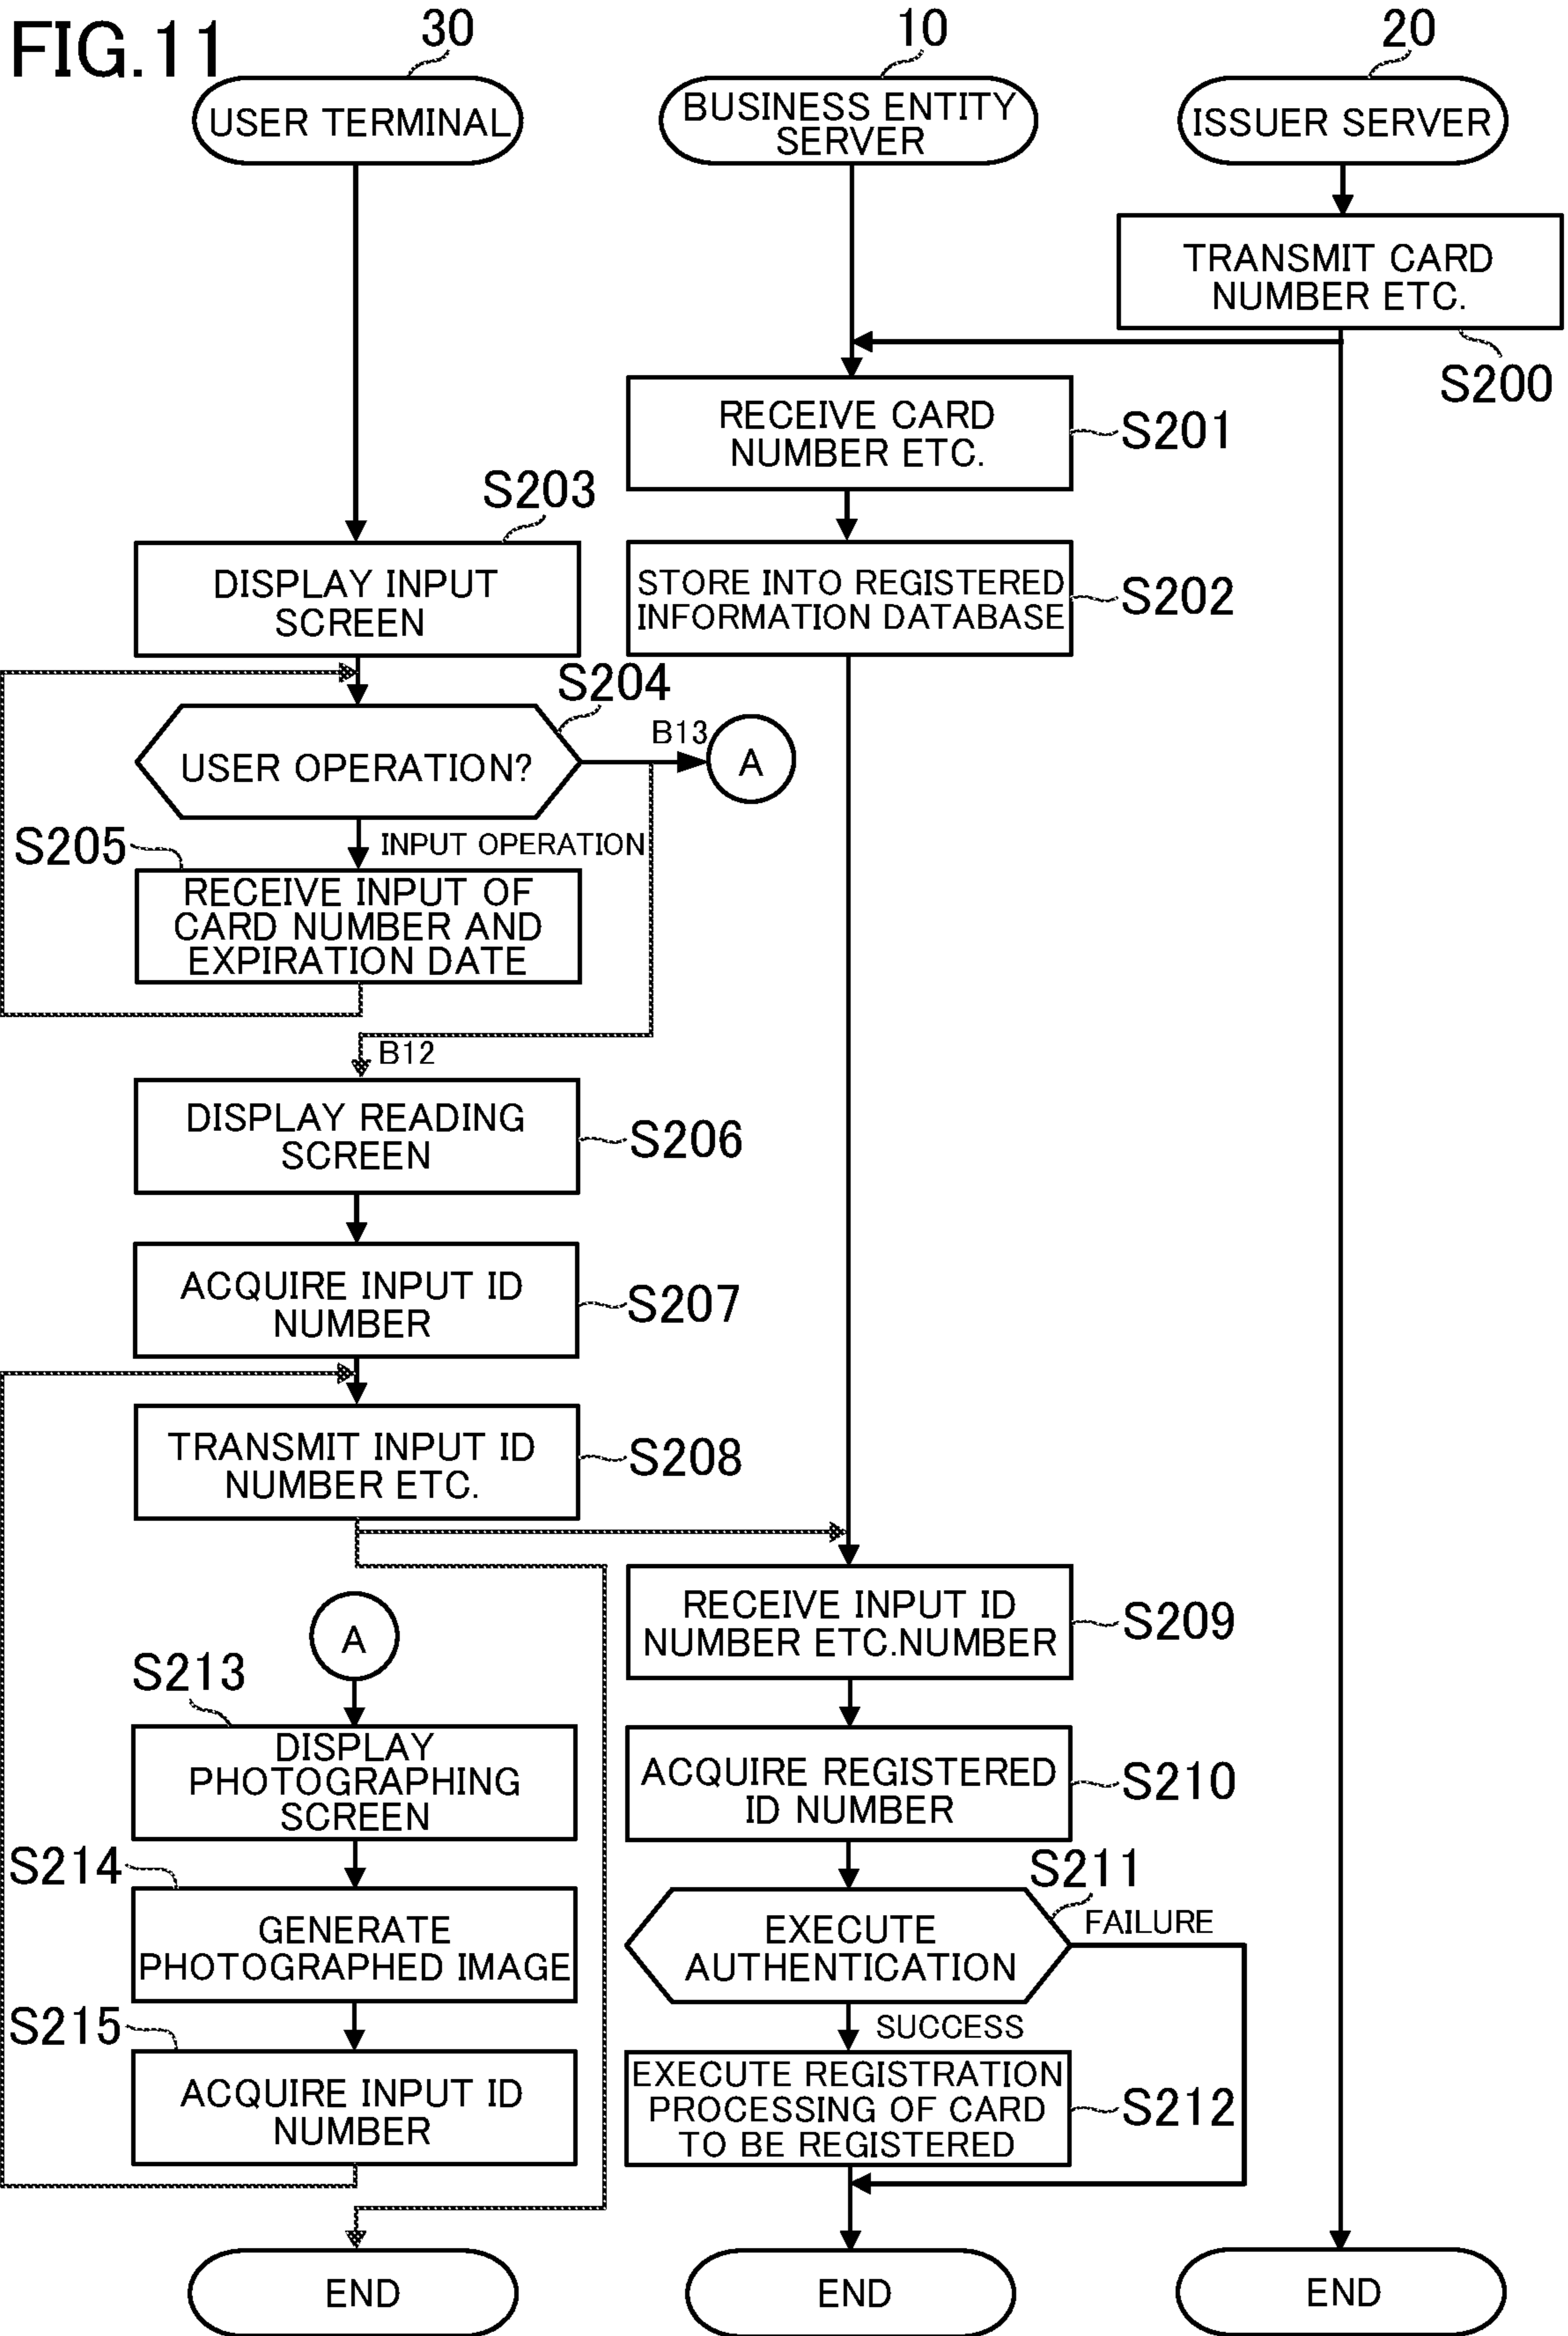 FIG.11
30
10
20
USER TERMINAL
BUSINESS ENTITY
SERVER
ISSUER SERVER
TRANSMIT CARD
NUMBER ETC.
S200
RECEIVE CARD
NUMBER ETC.
S201
S203
DISPLAY INPUT
SCREEN
STORE INTO REGISTERED
INFORMATION DATABASE
S202
S204
USER OPERATION?
B13
A
INPUT OPERATION
S205
RECEIVE INPUT OF
CARD NUMBER AND
EXPIRATION DATE
B12
DISPLAY READING
SCREEN
S206
ACQUIRE INPUT ID
NUMBER
S207
TRANSMIT INPUT ID
NUMBER ETC.
S208
RECEIVE INPUT ID
NUMBER ETC.NUMBER
S209
A
S213
DISPLAY
PHOTOGRAPHING
SCREEN
ACQUIRE REGISTERED
ID NUMBER
S210
S214
GENERATE
PHOTOGRAPHED IMAGE
S211
EXECUTE
AUTHENTICATION
FAILURE
SUCCESS
S215
ACQUIRE INPUT ID
NUMBER
EXECUTE REGISTRATION
PROCESSING OF CARD
TO BE REGISTERED
S212
END
END
END